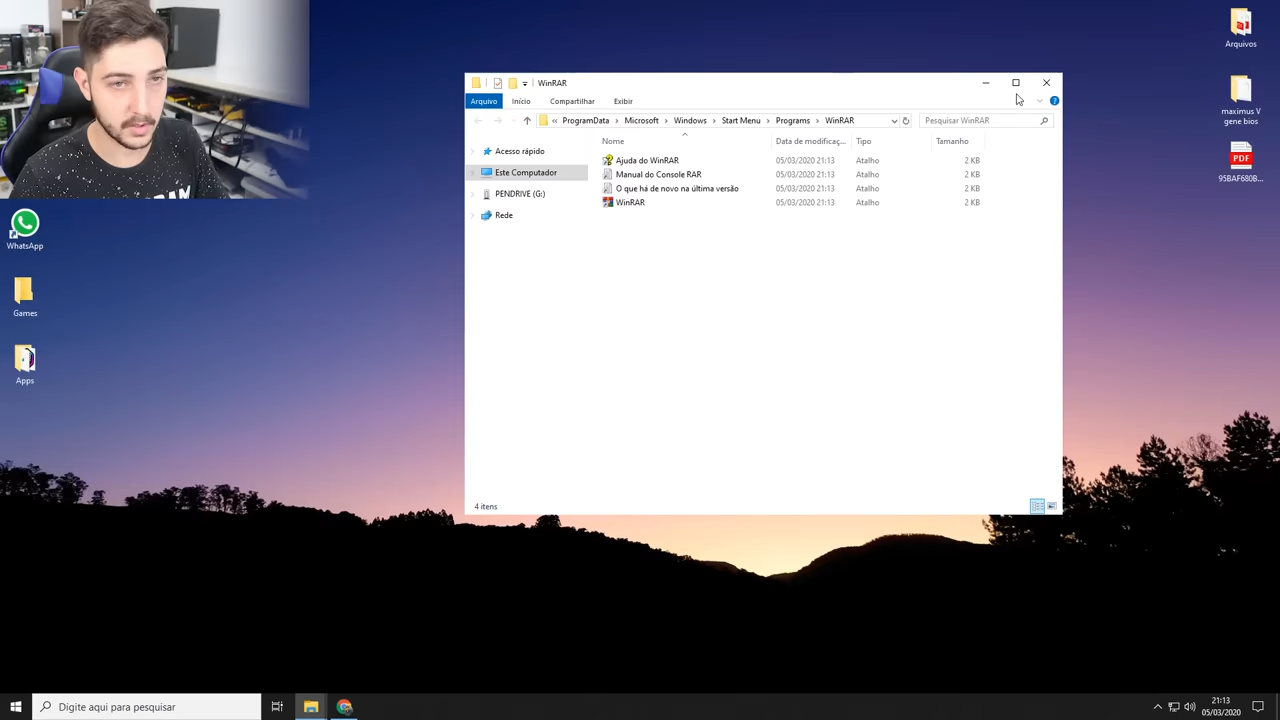 WinRAR
Arquivo Início Compartilhar Exibir
« ProgramData Microsoft Windows Start Menu Programs WinRAR
Pesquisar WinRAR
Nome Data de modificaç... Tipo Tamanho
Acesso rápido
Este Computador
PENDRIVE (G:)
Rede
Ajuda do WinRAR 05/03/2020 21:13 Atalho 2 KB
Manual do Console RAR 05/03/2020 21:13 Atalho 2 KB
O que há de novo na última versão 05/03/2020 21:13 Atalho 2 KB
WinRAR 05/03/2020 21:13 Atalho 2 KB
4 itens
WhatsApp
Games
Apps
Arquivos
maximus V
gene bios
PDF
95BAF680B...
Digite aqui para pesquisar
21:13
05/03/2020